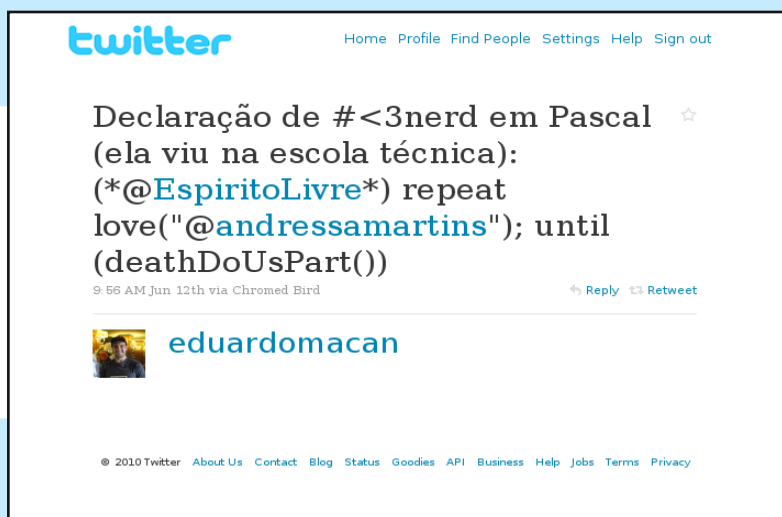 twitter
Home Profile Find People Settings Help Sign out
Declaração de #<3nerd em Pascal
(ela viu na escola técnica):
(*@EspiritoLivre*) repeat
love("@andressamartins"); until
(deathDoUsPart())
9:56 AM Jun 12th via Chromed Bird
Reply Retweet
eduardomacan
© 2010 Twitter About Us Contact Blog Status Goodies API Business Help Jobs Terms Privacy